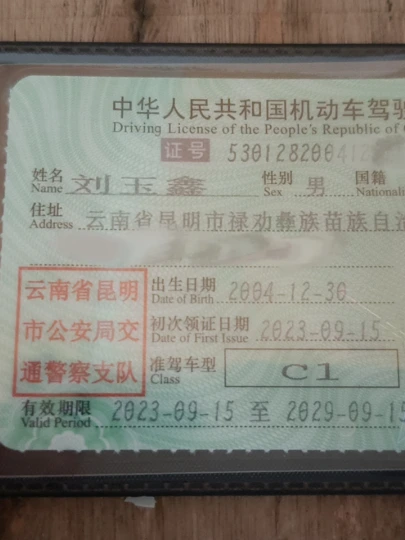 中华人民共和国机动车驾驶
Driving License of the People's Republic of
证号 53012820041
姓名 Name 刘玉鑫 性别 Sex 男 国籍 Nationali
住址 Address 云南省昆明市禄劝彝族苗族自治
云南省昆明
市公安局交
通警察支队
出生日期 Date of Birth 2004-12-30
初次领证日期 Date of First Issue 2023-09-15
准驾车型 Class C1
有效期限 Valid Period 2023-09-15 至 2029-09-15